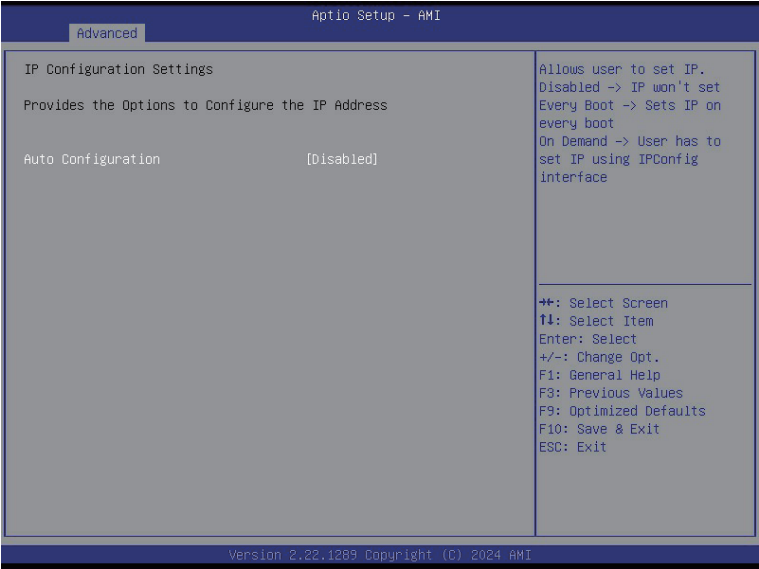 Aptio Setup – AMI
Advanced
IP Configuration Settings
Provides the Options to Configure the IP Address
Auto Configuration [Disabled]
Allows user to set IP.
Disabled -> IP won't set
Every Boot -> Sets IP on
every boot
On Demand -> User has to
set IP using IPConfig
interface
→←: Select Screen
↑↓: Select Item
Enter: Select
+/-: Change Opt.
F1: General Help
F3: Previous Values
F9: Optimized Defaults
F10: Save & Exit
ESC: Exit
Version 2.22.1289 Copyright (C) 2024 AMI